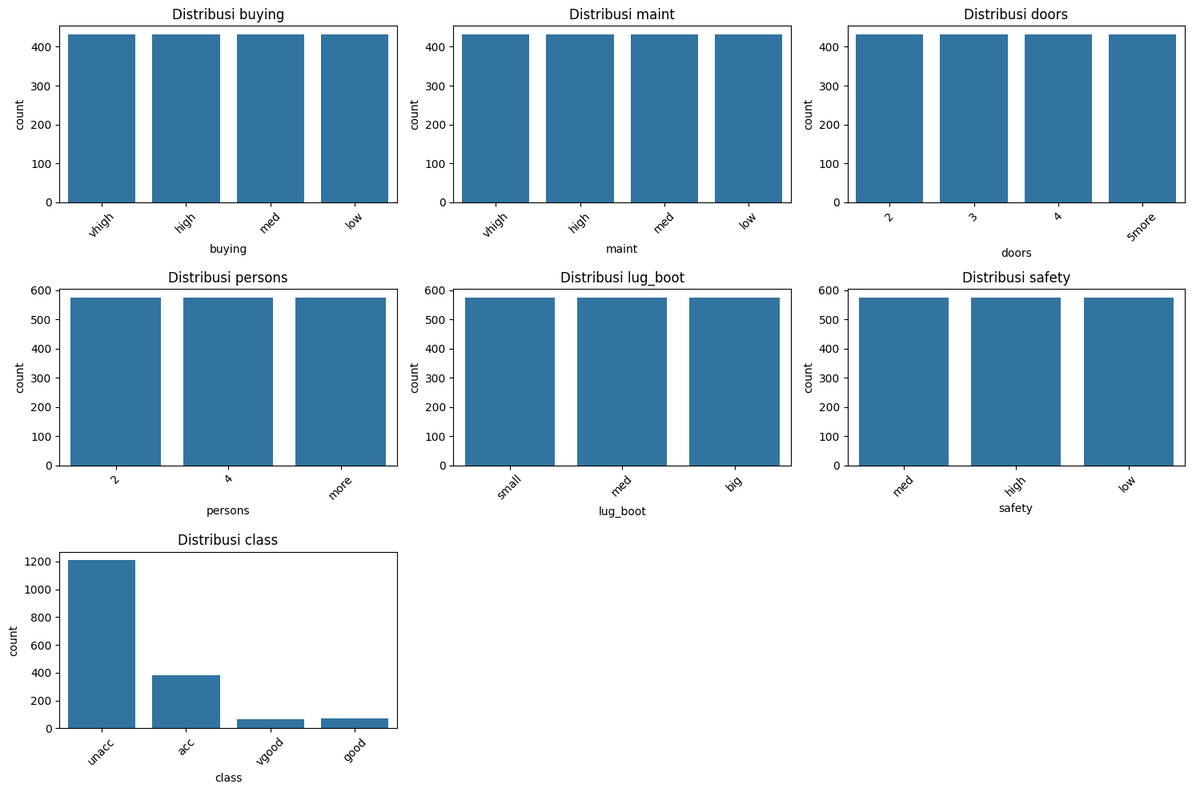 Distribusi buying
count
400
300
200
100
0
vhigh
high
med
low
buying
Distribusi maint
count
400
300
200
100
0
vhigh
high
med
low
maint
Distribusi doors
count
400
300
200
100
0
2
3
4
5more
doors
Distribusi persons
count
600
500
400
300
200
100
0
2
4
more
persons
Distribusi lug_boot
count
600
500
400
300
200
100
0
small
med
big
lug_boot
Distribusi safety
count
600
500
400
300
200
100
0
med
high
low
safety
Distribusi class
count
1200
1000
800
600
400
200
0
unacc
acc
vgood
good
class